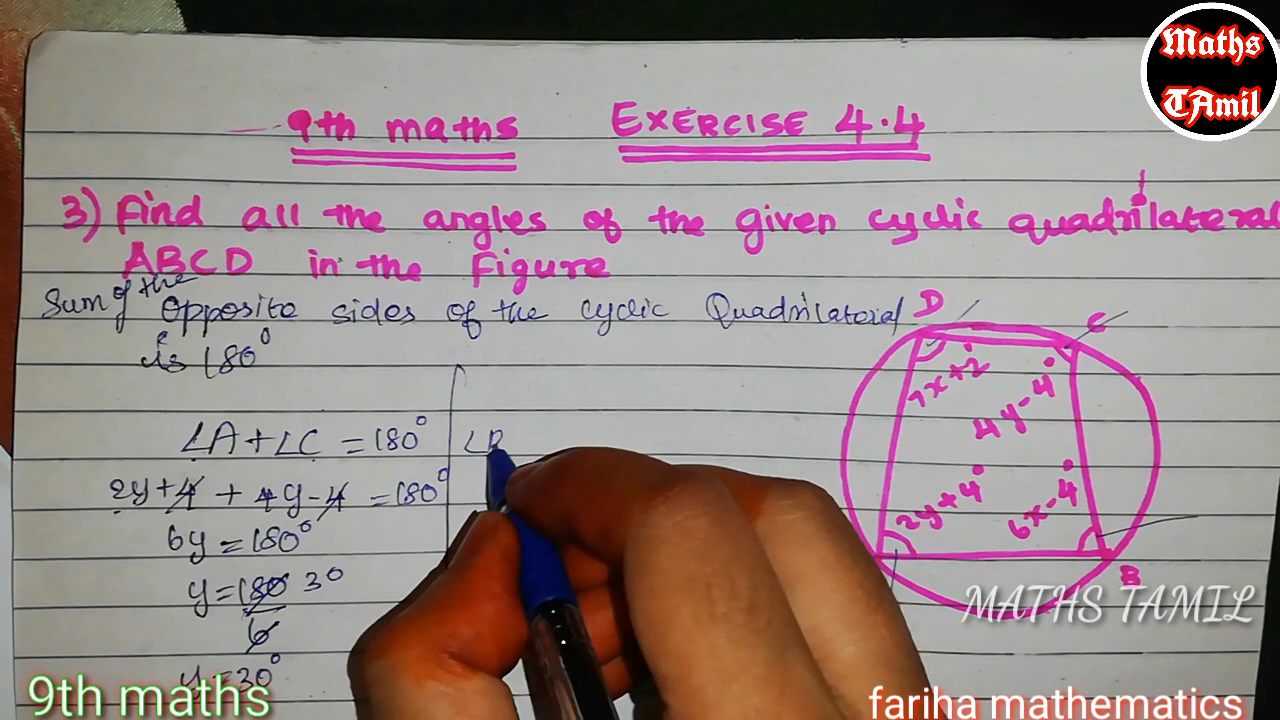 Maths
TAmil
9th maths EXERCISE 4.4
3) Find all the angles of the given cyclic quadrilateral
ABCD in the Figure
Sum of the opposite sides of the cyclic Quadrilateral
is 180°
∠A+∠C =180°
2y+4 + 4y-4 =180°
6y =180°
y=180 30
6
y=30°
∠B
D
C
7x+2°
4y-4°
2y+4°
6x-4°
B
MATHS TAMIL
9th maths
fariha mathematics